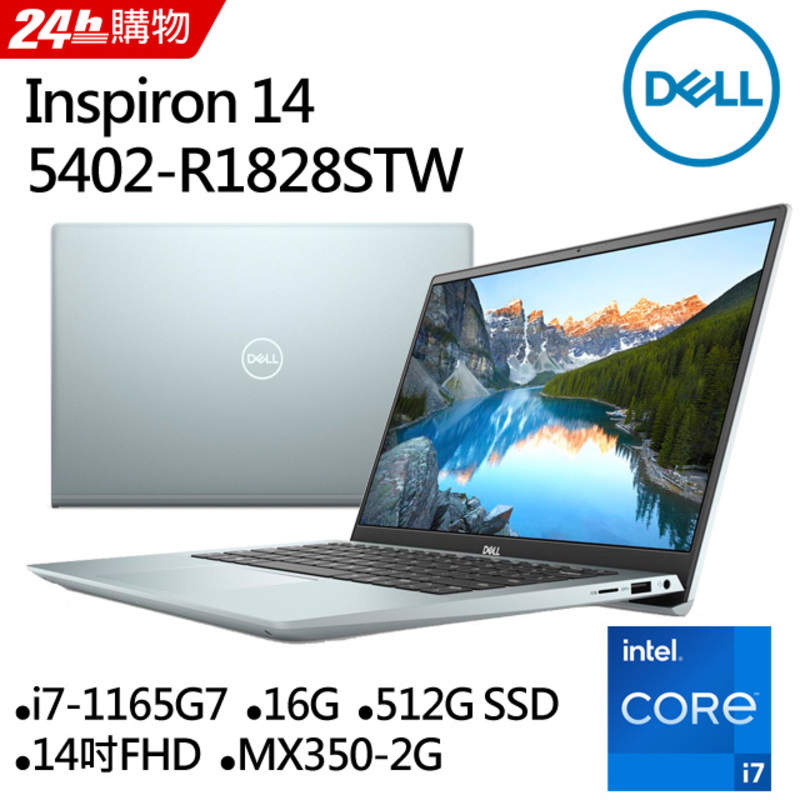 24h購物
DELL
Inspiron 14
5402-R1828STW
DELL
DELL
intel.
CORE™
i7
•i7-1165G7 •16G •512G SSD
•14吋FHD •MX350-2G